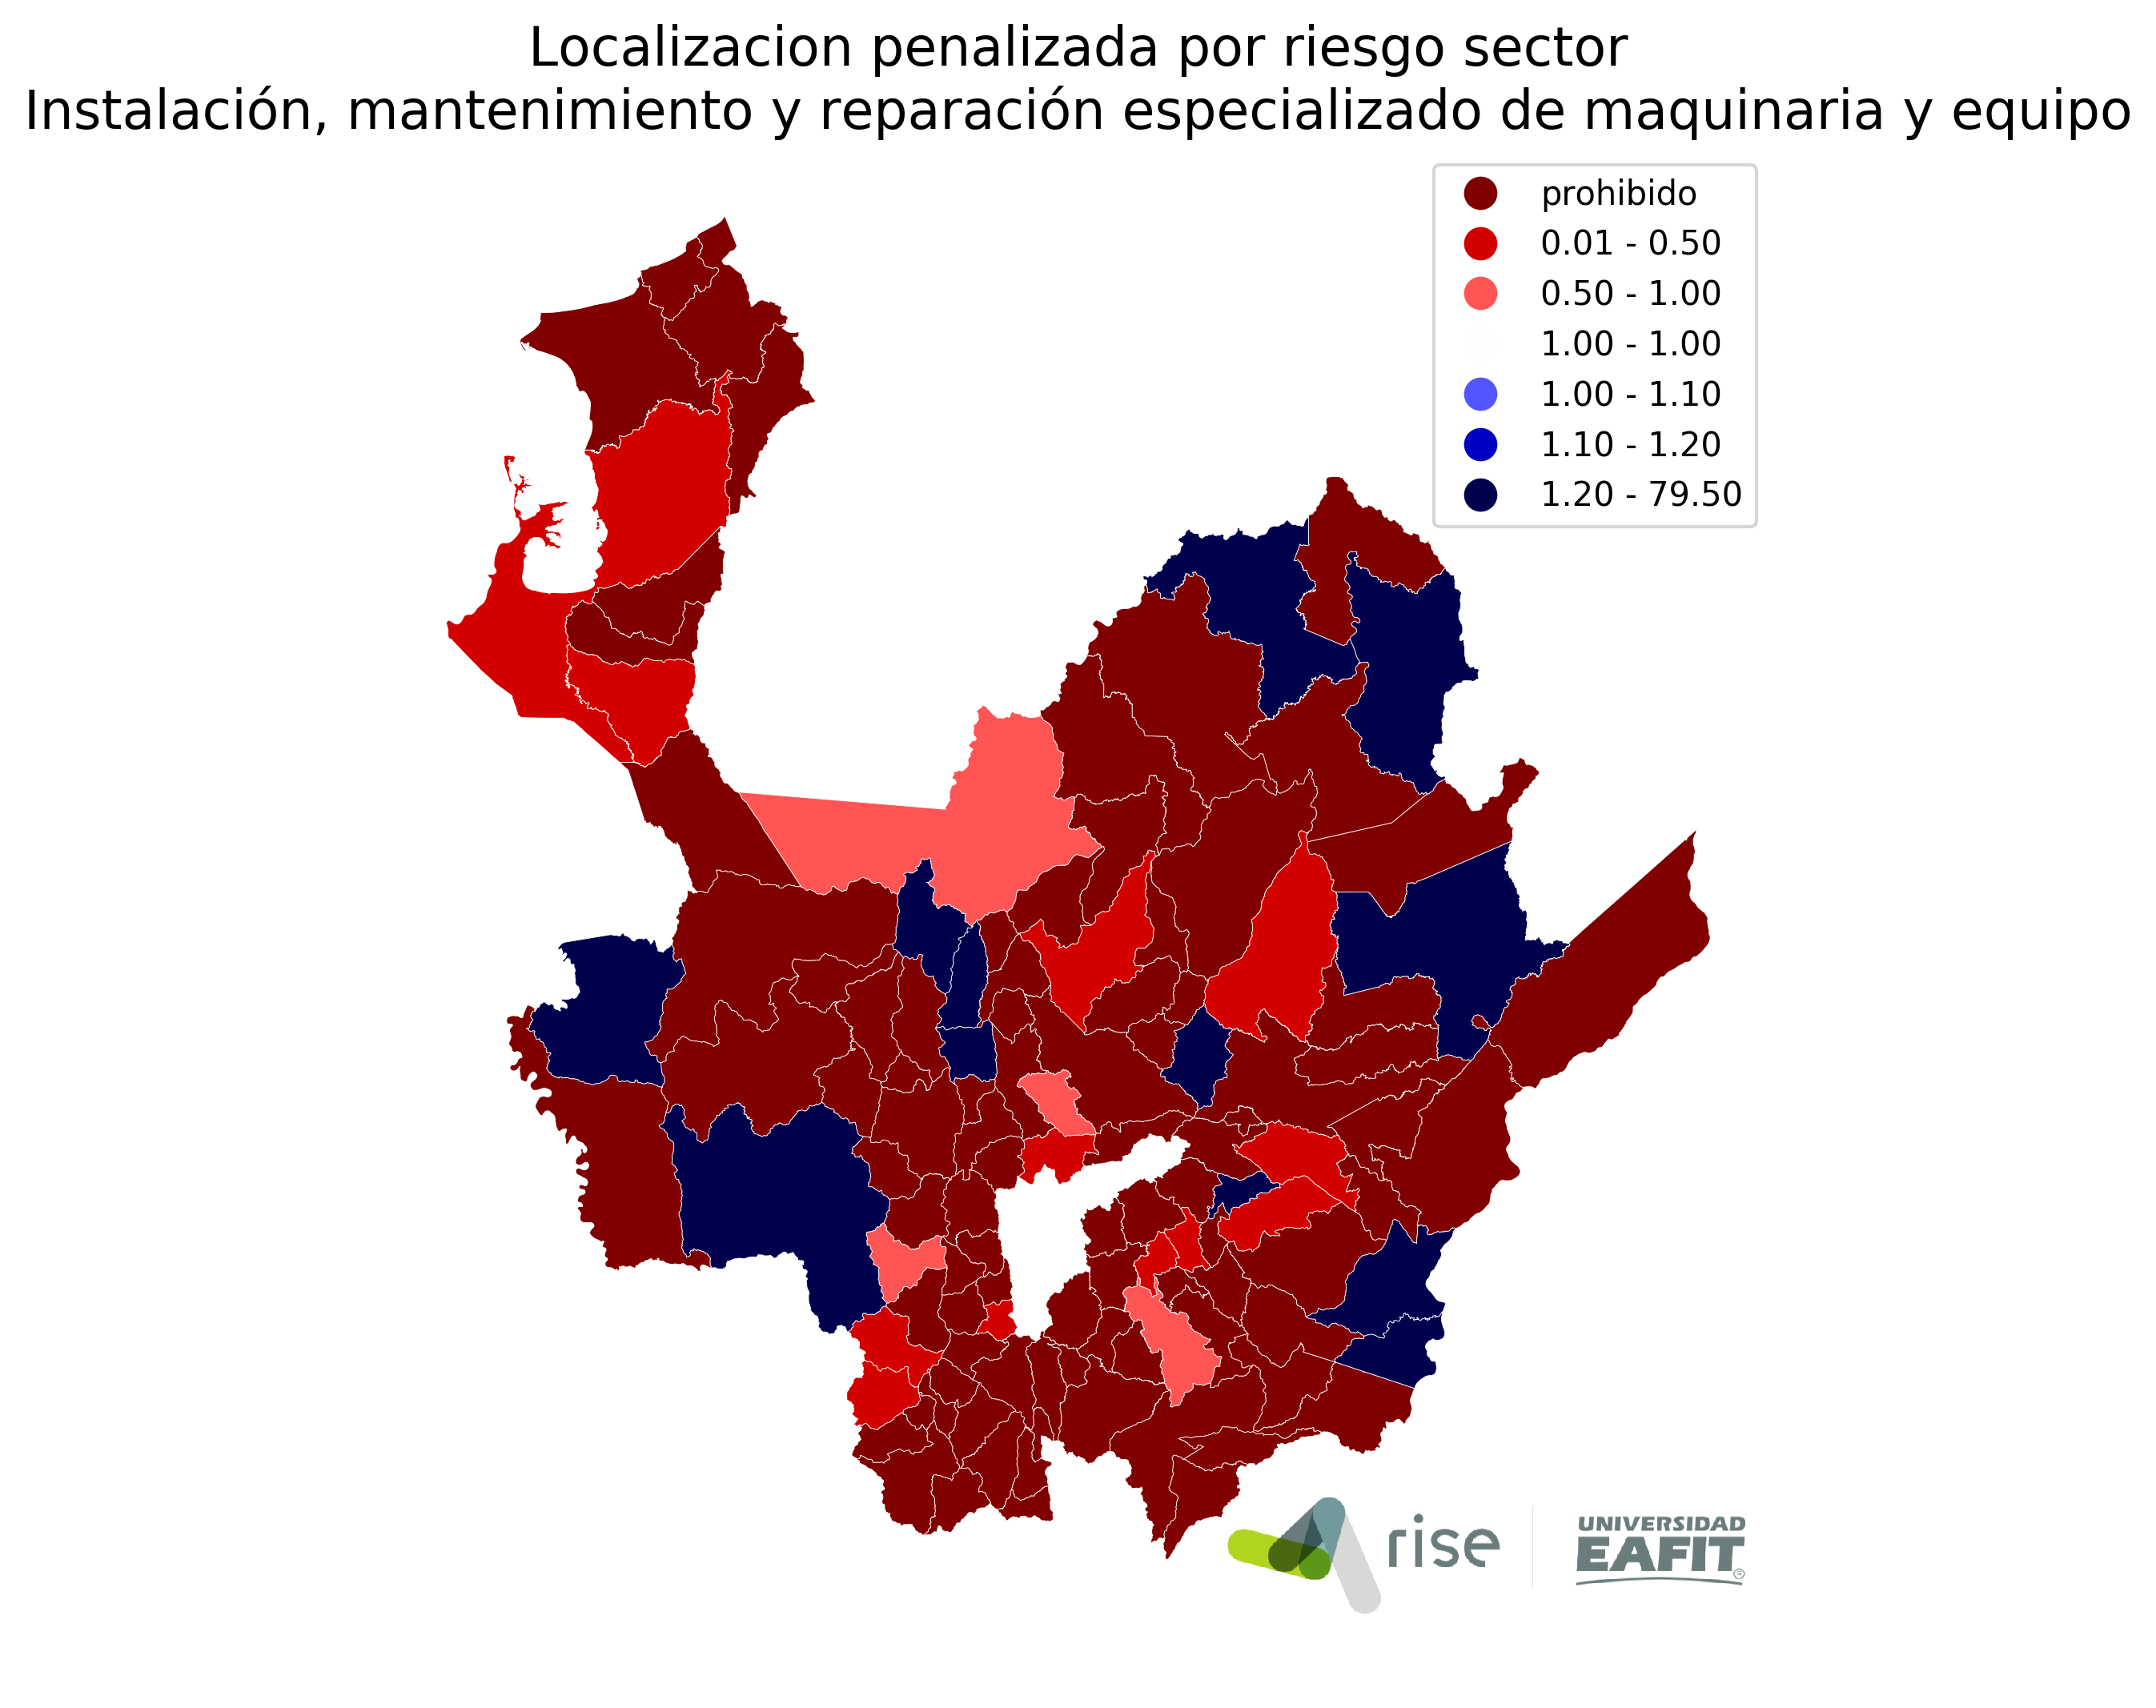 Localizacion penalizada por riesgo sector
Instalación, mantenimiento y reparación especializado de maquinaria y equipo
prohibido
0.01 - 0.50
0.50 - 1.00
1.00 - 1.00
1.00 - 1.10
1.10 - 1.20
1.20 - 79.50
rise
UNIVERSIDAD
EAFIT®